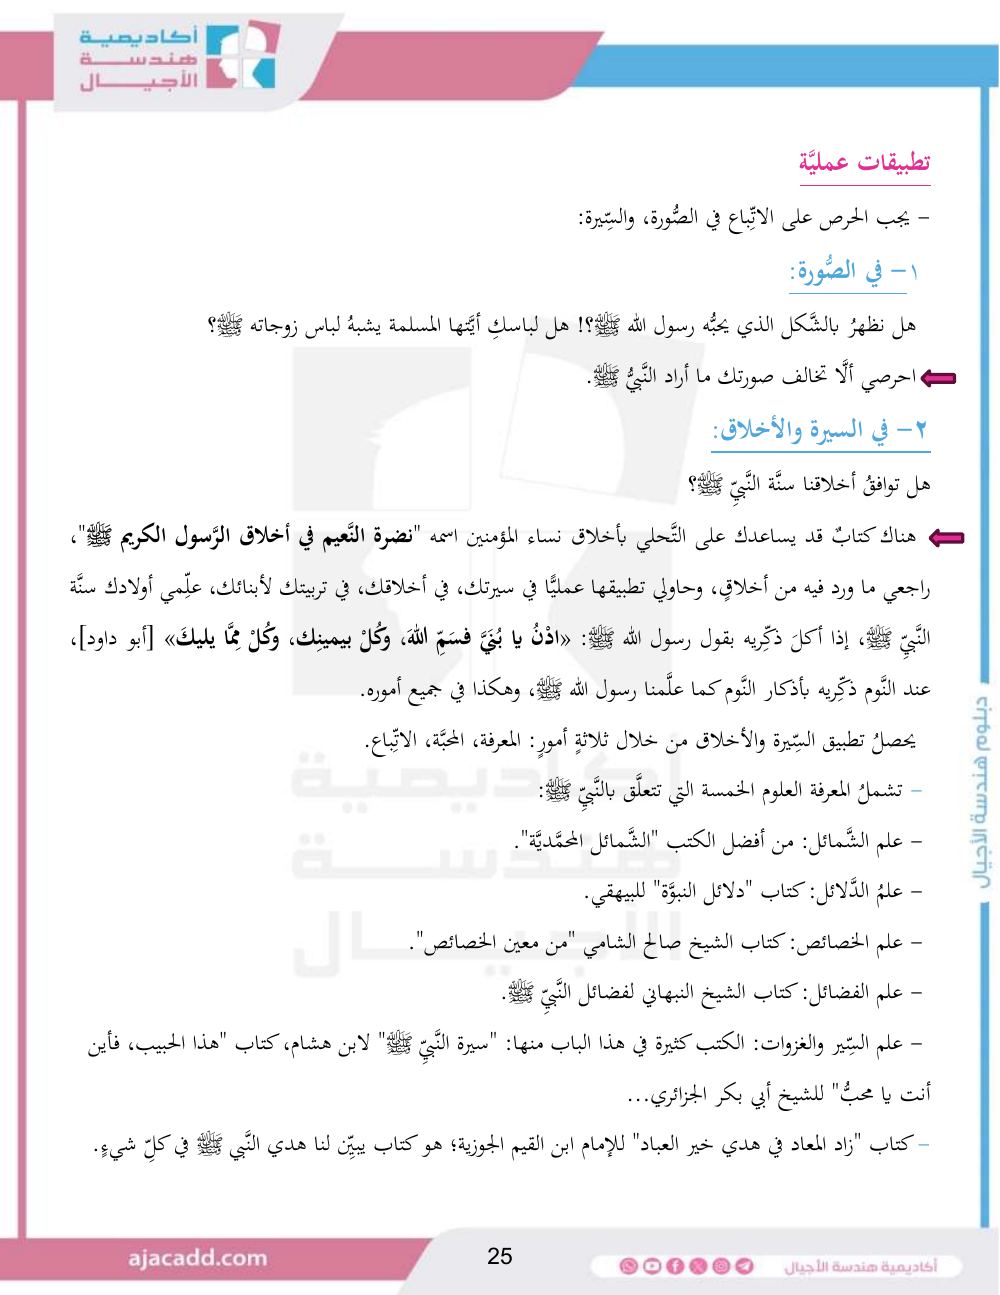 أكاديمية
هندسة
الأجيال
تطبيقات عمليَّة
– يجب الحرص على الاتِّباع في الصُّورة، والسِّيرة:
١– في الصُّورة:
هل نظهرُ بالشَّكل الذي يحبُّه رسول الله ﷺ؟! هل لباسكِ أيَّتها المسلمة يشبهُ لباس زوجاته ﷺ؟
احرصي ألَّا تخالف صورتك ما أراد النَّبيُّ ﷺ.
٢– في السيرة والأخلاق:
هل توافقُ أخلاقنا سنَّة النَّبيِّ ﷺ؟
هناك كتابٌ قد يساعدك على التَّحلي بأخلاق نساء المؤمنين اسمه "نضرة النَّعيم في أخلاق الرَّسول الكريم ﷺ"،
راجعي ما ورد فيه من أخلاقٍ، وحاولي تطبيقها عمليًّا في سيرتك، في أخلاقك، في تربيتك لأبنائك، علِّمي أولادك سنَّة
النَّبيِّ ﷺ، إذا أكلَ ذكِّريه بقول رسول الله ﷺ: «ادْنُ يا بُنَيَّ فسَمِّ اللهَ، وكُلْ بيمينِك، وكُلْ مِمَّا يليكَ» [أبو داود]،
عند النَّوم ذكِّريه بأذكار النَّوم كما علَّمنا رسول الله ﷺ، وهكذا في جميع أموره.
يحصلُ تطبيق السِّيرة والأخلاق من خلال ثلاثةٍ أمورٍ: المعرفة، المحبَّة، الاتِّباع.
– تشملُ المعرفة العلوم الخمسة التي تتعلَّق بالنَّبيِّ ﷺ:
– علم الشَّمائل: من أفضل الكتب "الشَّمائل المحمَّديَّة".
– علمُ الدَّلائل: كتاب "دلائل النبوَّة" للبيهقي.
– علم الخصائص: كتاب الشيخ صالح الشامي "من معين الخصائص".
– علم الفضائل: كتاب الشيخ النبهاني لفضائل النَّبيِّ ﷺ.
– علم السِّير والغزوات: الكتب كثيرة في هذا الباب منها: "سيرة النَّبيِّ ﷺ" لابن هشام، كتاب "هذا الحبيب، فأين
أنت يا محبُّ" للشيخ أبي بكر الجزائري...
– كتاب "زاد المعاد في هدي خير العباد" للإمام ابن القيم الجوزية؛ هو كتاب يبيِّن لنا هدي النَّبي ﷺ في كلِّ شيءٍ.
دبلوم هندسة الأجيال
أكاديمية
هندسة
الأجيال
أكاديمية هندسة الأجيال
25
ajacadd.com